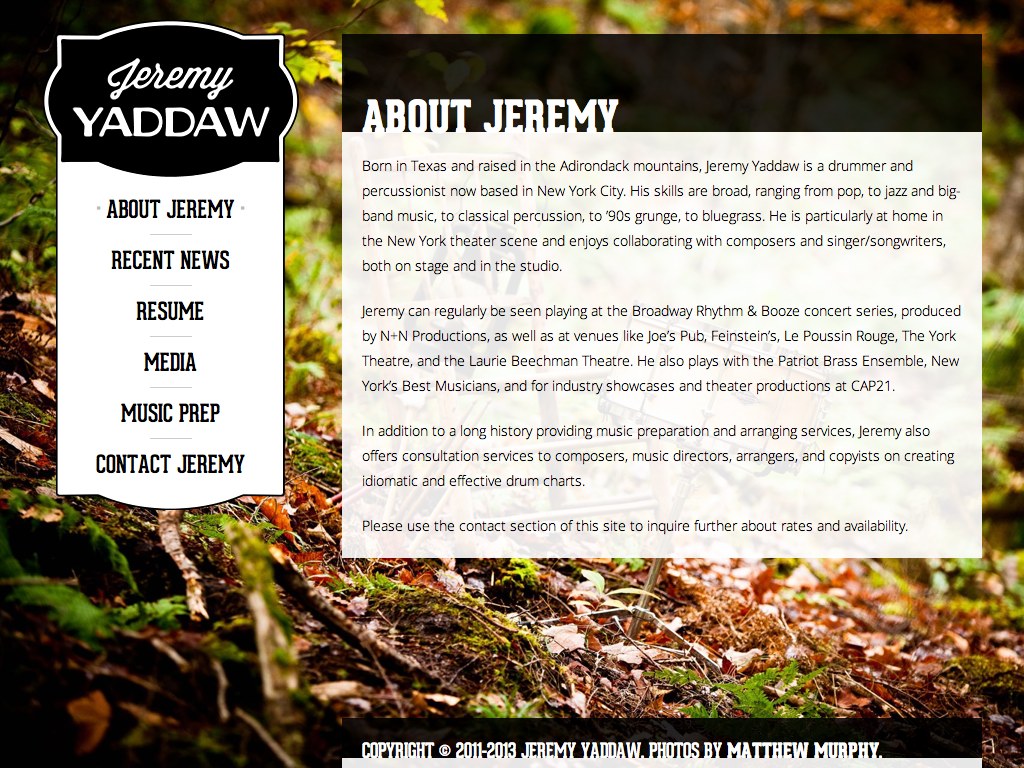 Jeremy
YADDAW
ABOUT JEREMY
RECENT NEWS
RESUME
MEDIA
MUSIC PREP
CONTACT JEREMY
ABOUT JEREMY
Born in Texas and raised in the Adirondack mountains, Jeremy Yaddaw is a drummer and
percussionist now based in New York City. His skills are broad, ranging from pop, to jazz and big-
band music, to classical percussion, to ’90s grunge, to bluegrass. He is particularly at home in
the New York theater scene and enjoys collaborating with composers and singer/songwriters,
both on stage and in the studio.
Jeremy can regularly be seen playing at the Broadway Rhythm & Booze concert series, produced
by N+N Productions, as well as at venues like Joe’s Pub, Feinstein’s, Le Poussin Rouge, The York
Theatre, and the Laurie Beechman Theatre. He also plays with the Patriot Brass Ensemble, New
York’s Best Musicians, and for industry showcases and theater productions at CAP21.
In addition to a long history providing music preparation and arranging services, Jeremy also
offers consultation services to composers, music directors, arrangers, and copyists on creating
idiomatic and effective drum charts.
Please use the contact section of this site to inquire further about rates and availability.
COPYRIGHT © 2011-2013 JEREMY YADDAW. PHOTOS BY MATTHEW MURPHY.